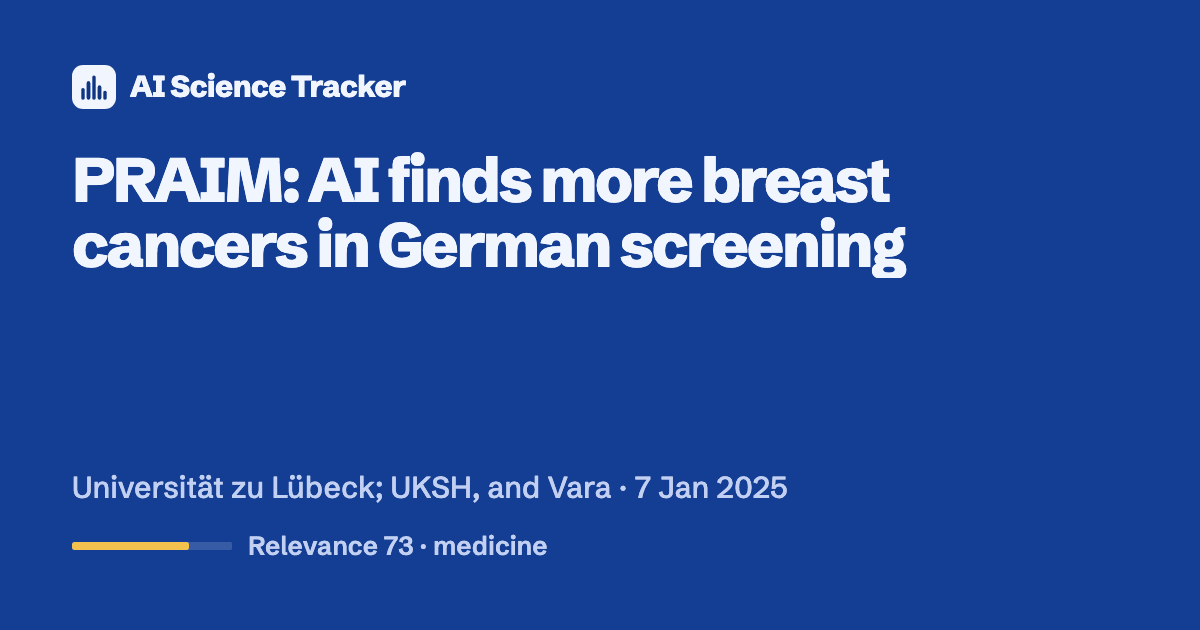 AI Science Tracker
PRAIM: AI finds more breast
cancers in German screening
Universität zu Lübeck; UKSH, and Vara · 7 Jan 2025
Relevance 73 · medicine